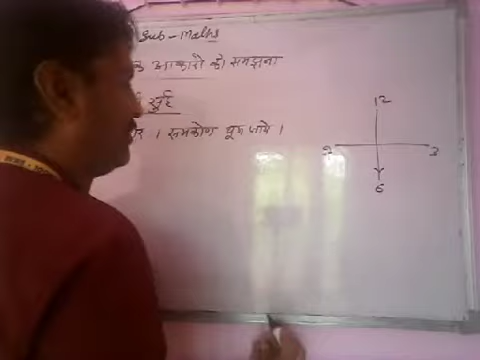 Sub-Maths
आकारों को समझना
सुई
। समकोण घूम जाये ।
12
9 3
6